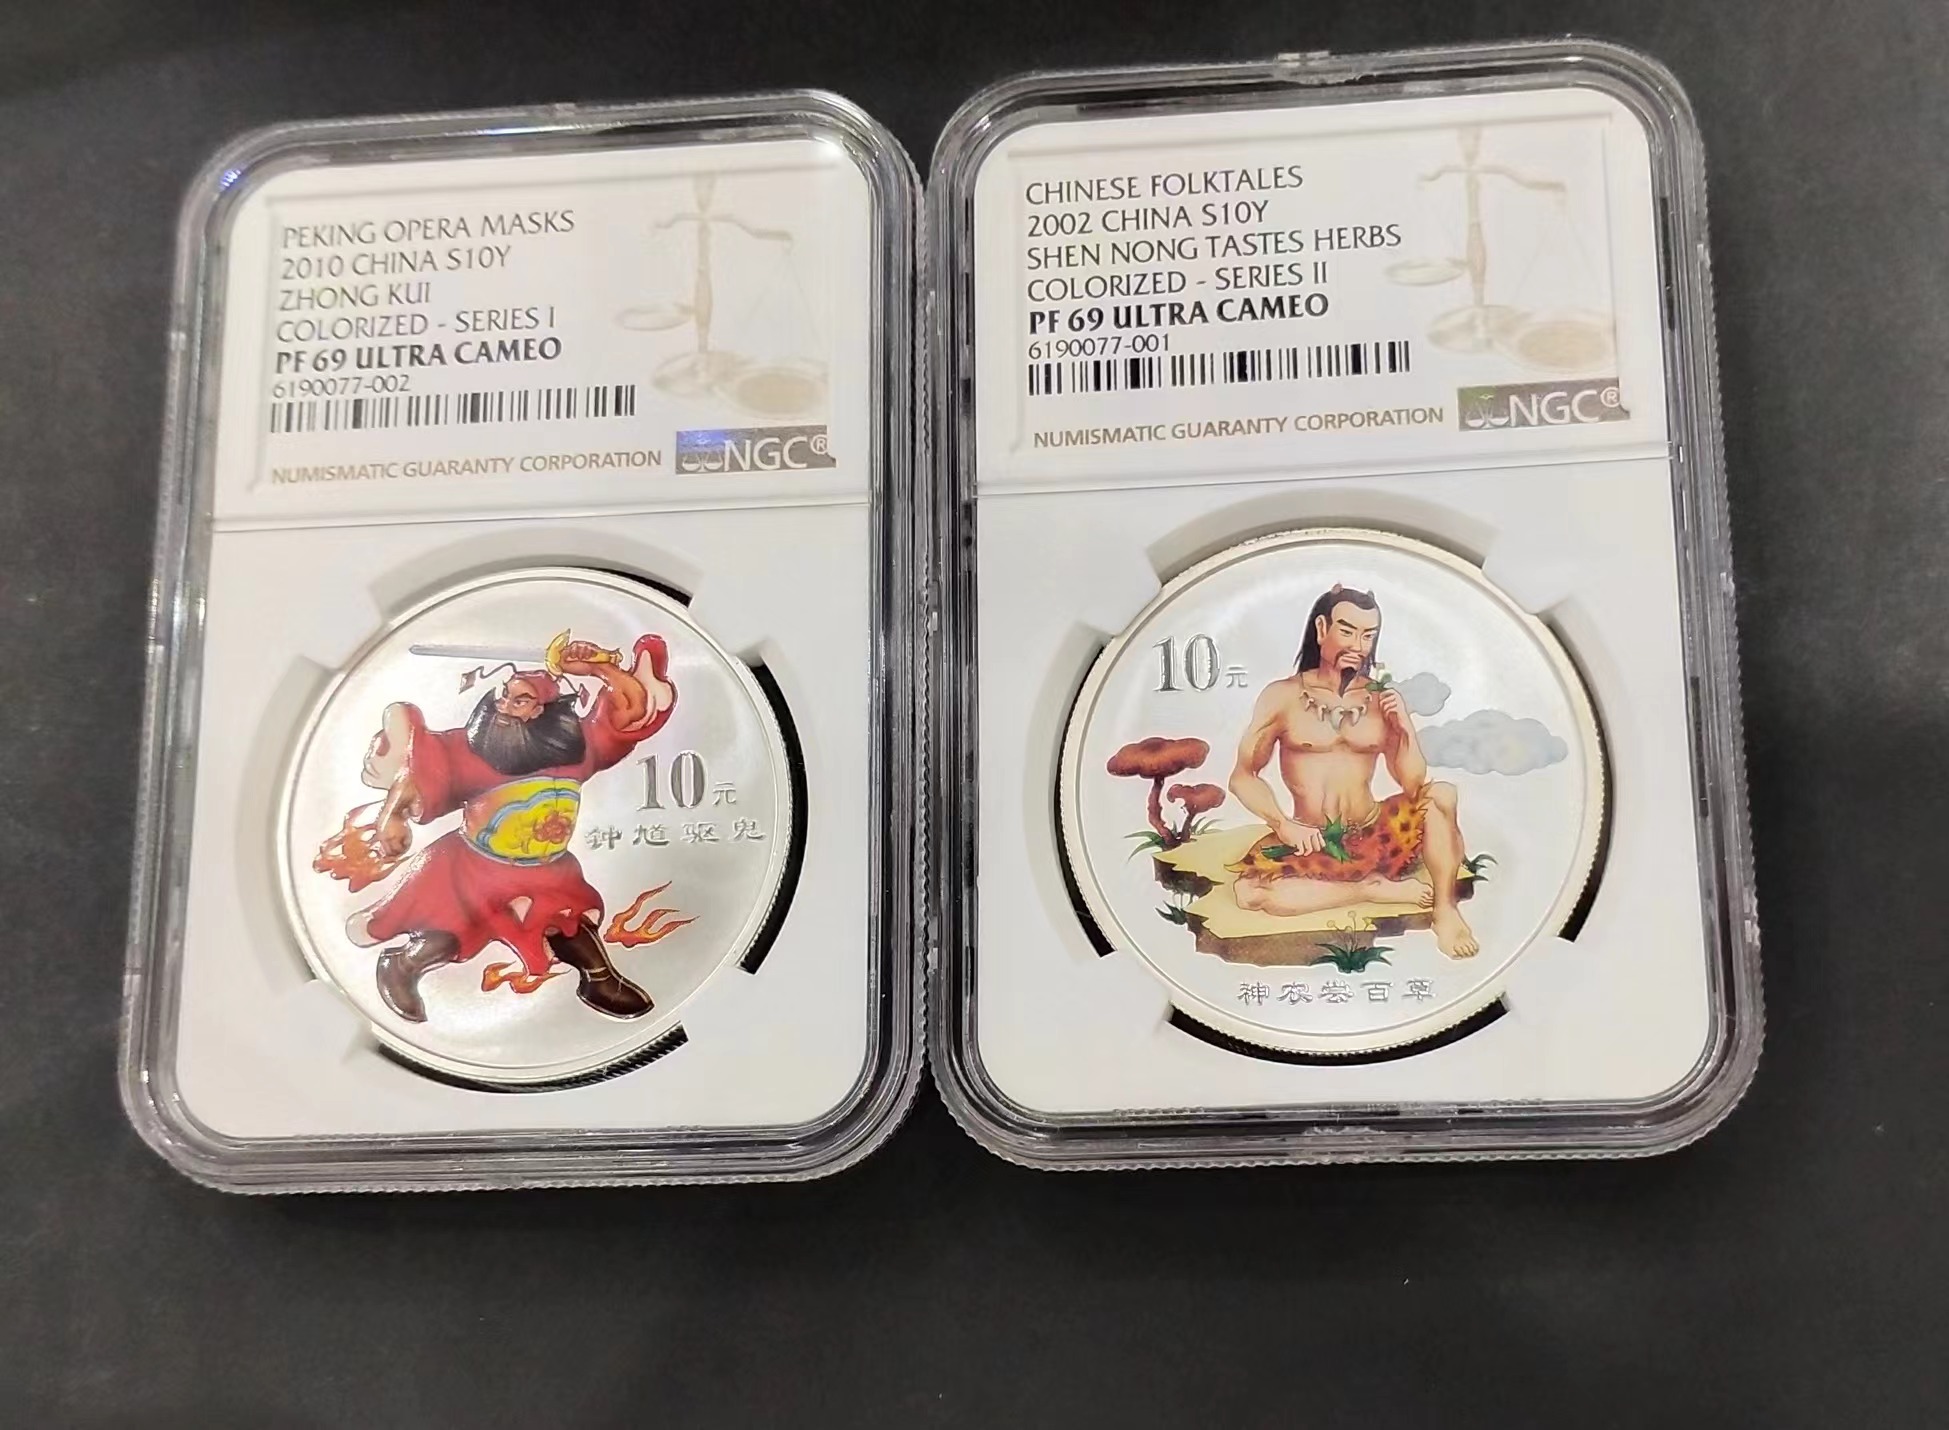 PEKING OPERA MASKS
2010 CHINA S10Y
ZHONG KUI
COLORIZED - SERIES I
PF 69 ULTRA CAMEO
6190077-002
NUMISMATIC GUARANTY CORPORATION
NGC®
10元
钟馗驱鬼
CHINESE FOLKTALES
2002 CHINA S10Y
SHEN NONG TASTES HERBS
COLORIZED - SERIES II
PF 69 ULTRA CAMEO
6190077-001
NUMISMATIC GUARANTY CORPORATION
NGC®
10元
神农尝百草